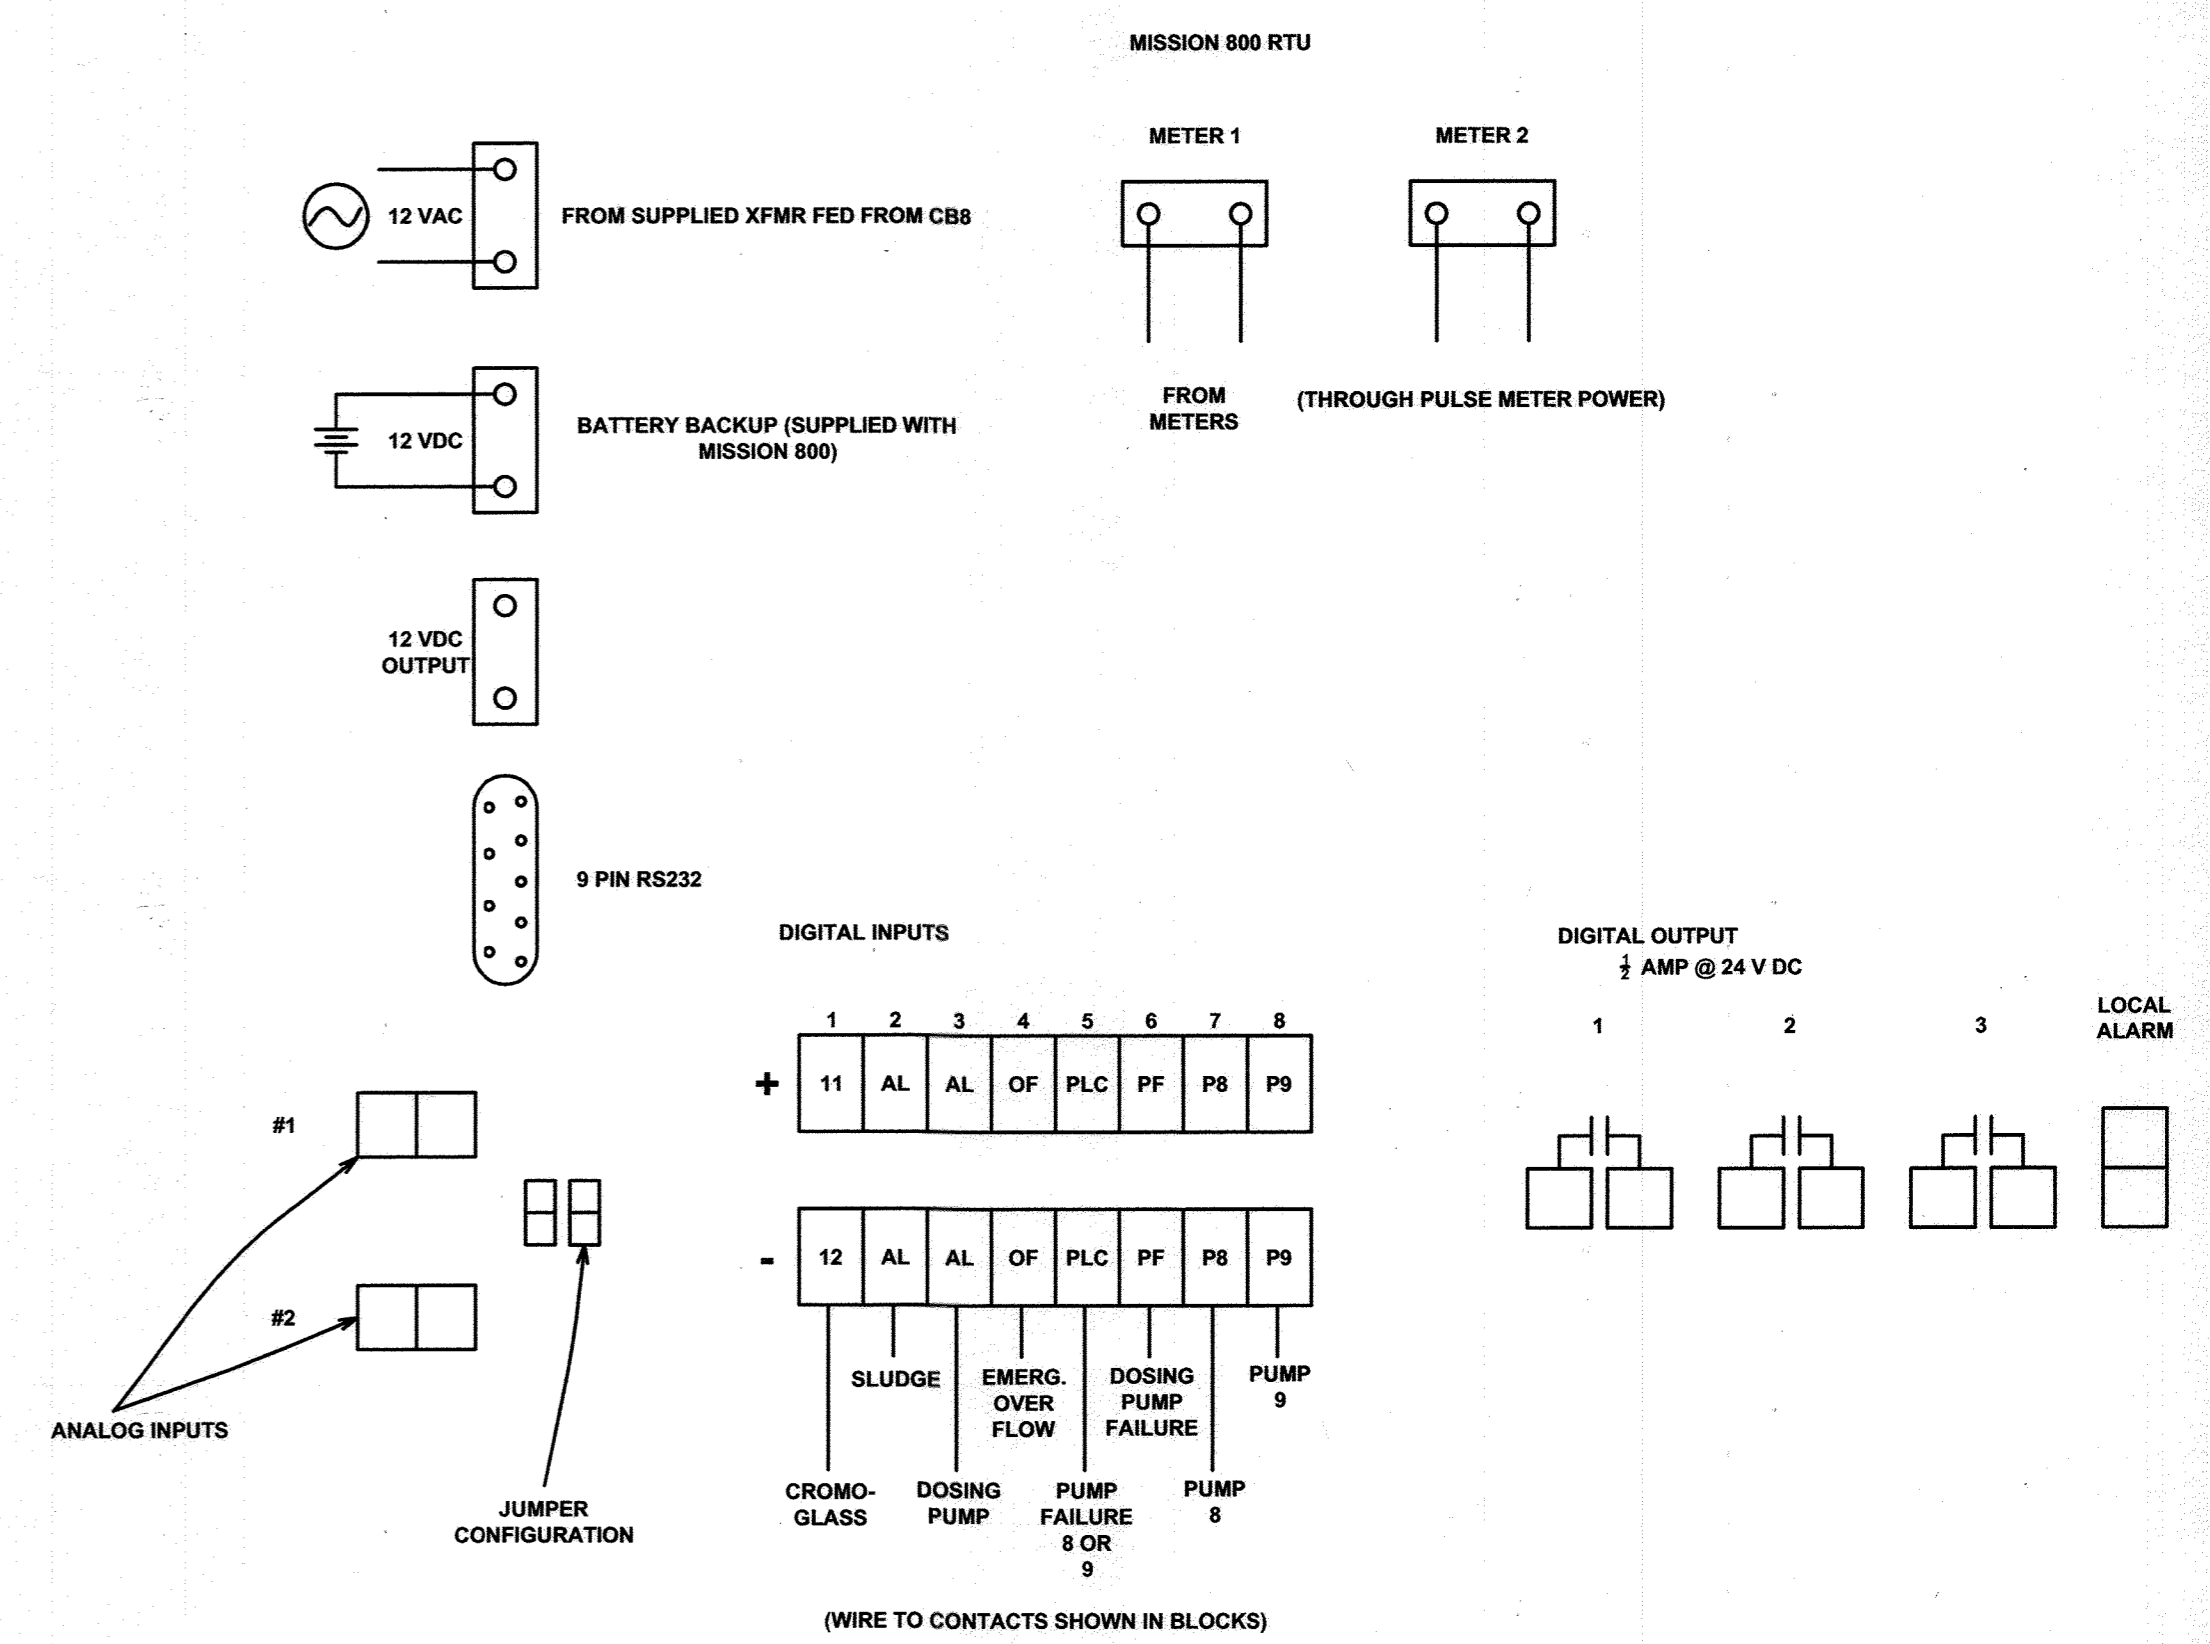 MISSION 800 RTU
METER 1
METER 2
12 VAC
FROM SUPPLIED XFMR FED FROM CB8
FROM
METERS
(THROUGH PULSE METER POWER)
12 VDC
BATTERY BACKUP (SUPPLIED WITH
MISSION 800)
12 VDC
OUTPUT
9 PIN RS232
DIGITAL INPUTS
DIGITAL OUTPUT
½ AMP @ 24 V DC
LOCAL
ALARM
1 2 3 4 5 6 7 8
1 2 3
+ 11 AL AL OF PLC PF P8 P9
#1
- 12 AL AL OF PLC PF P8 P9
#2
SLUDGE
EMERG.
OVER
FLOW
DOSING
PUMP
FAILURE
PUMP
9
ANALOG INPUTS
CROMO-
GLASS
DOSING
PUMP
PUMP
FAILURE
8 OR
9
PUMP
8
JUMPER
CONFIGURATION
(WIRE TO CONTACTS SHOWN IN BLOCKS)